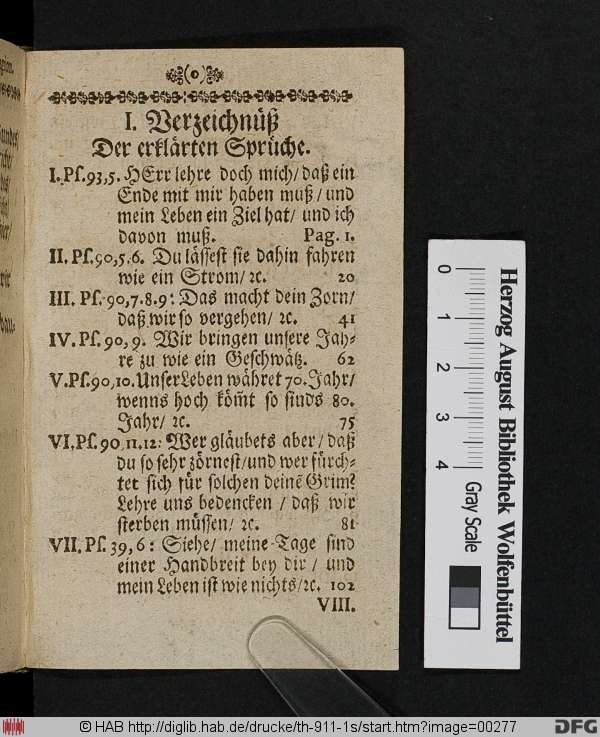 (o)
I. Verzeichnüß
Der erklärten Sprüche.
I. Ps. 93,5. HErr lehre doch mich/ daß ein
Ende mit mir haben muß/ und
mein Leben ein Ziel hat/ und ich
davon muß. Pag. 1.
II. Ps. 90,5.6. Du lässest sie dahin fahren
wie ein Strom/ ꝛc. 20
III. Ps. 90,7.8.9: Das macht dein Zorn/
daß wir so vergehen/ ꝛc. 41
IV. Ps. 90,9. Wir bringen unsere Jah-
re zu wie ein Geschwätz. 62
V. Ps. 90,10. Unser Leben währet 70. Jahr/
wenns hoch kömt so sinds 80.
Jahr/ ꝛc. 75
VI. Ps. 90,11.12: Wer gläubets aber/ daß
du so sehr zörnest/ und wer fürch-
tet sich für solchen deinē Grim?
Lehre uns bedencken/ daß wir
sterben müssen/ ꝛc. 81
VII. Ps. 39,6: Siehe/ meine Tage sind
einer Handbreit bey dir/ und
mein Leben ist wie nichts/ ꝛc. 102
VIII.
0 1 2 3 4
Herzog August Bibliothek Wolfenbüttel
Gray Scale
© HAB http://diglib.hab.de/drucke/th-911-1s/start.htm?image=00277
DFG